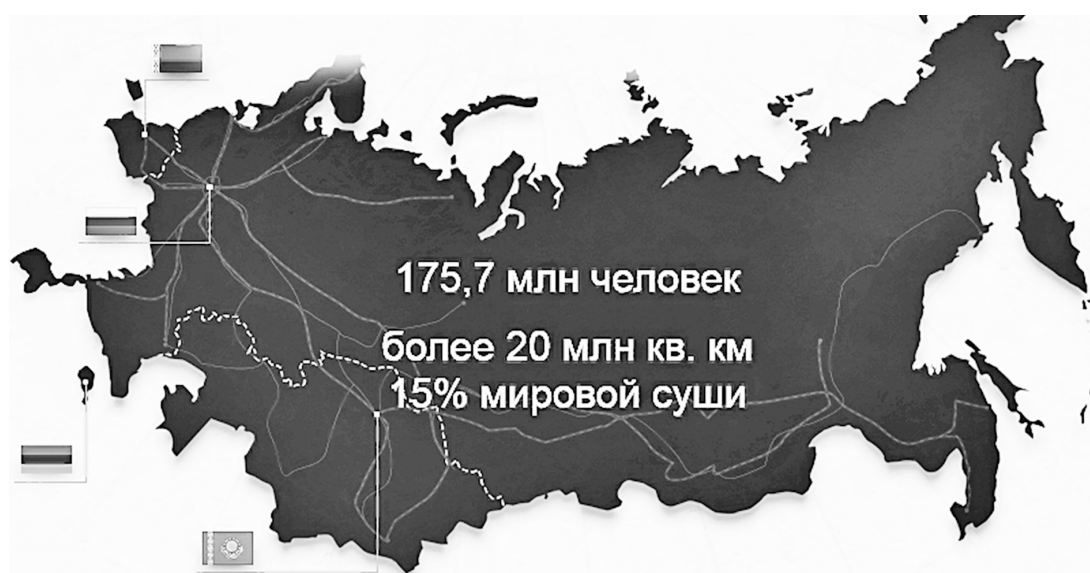 175,7 млн человек
более 20 млн кв. км
15% мировой суши